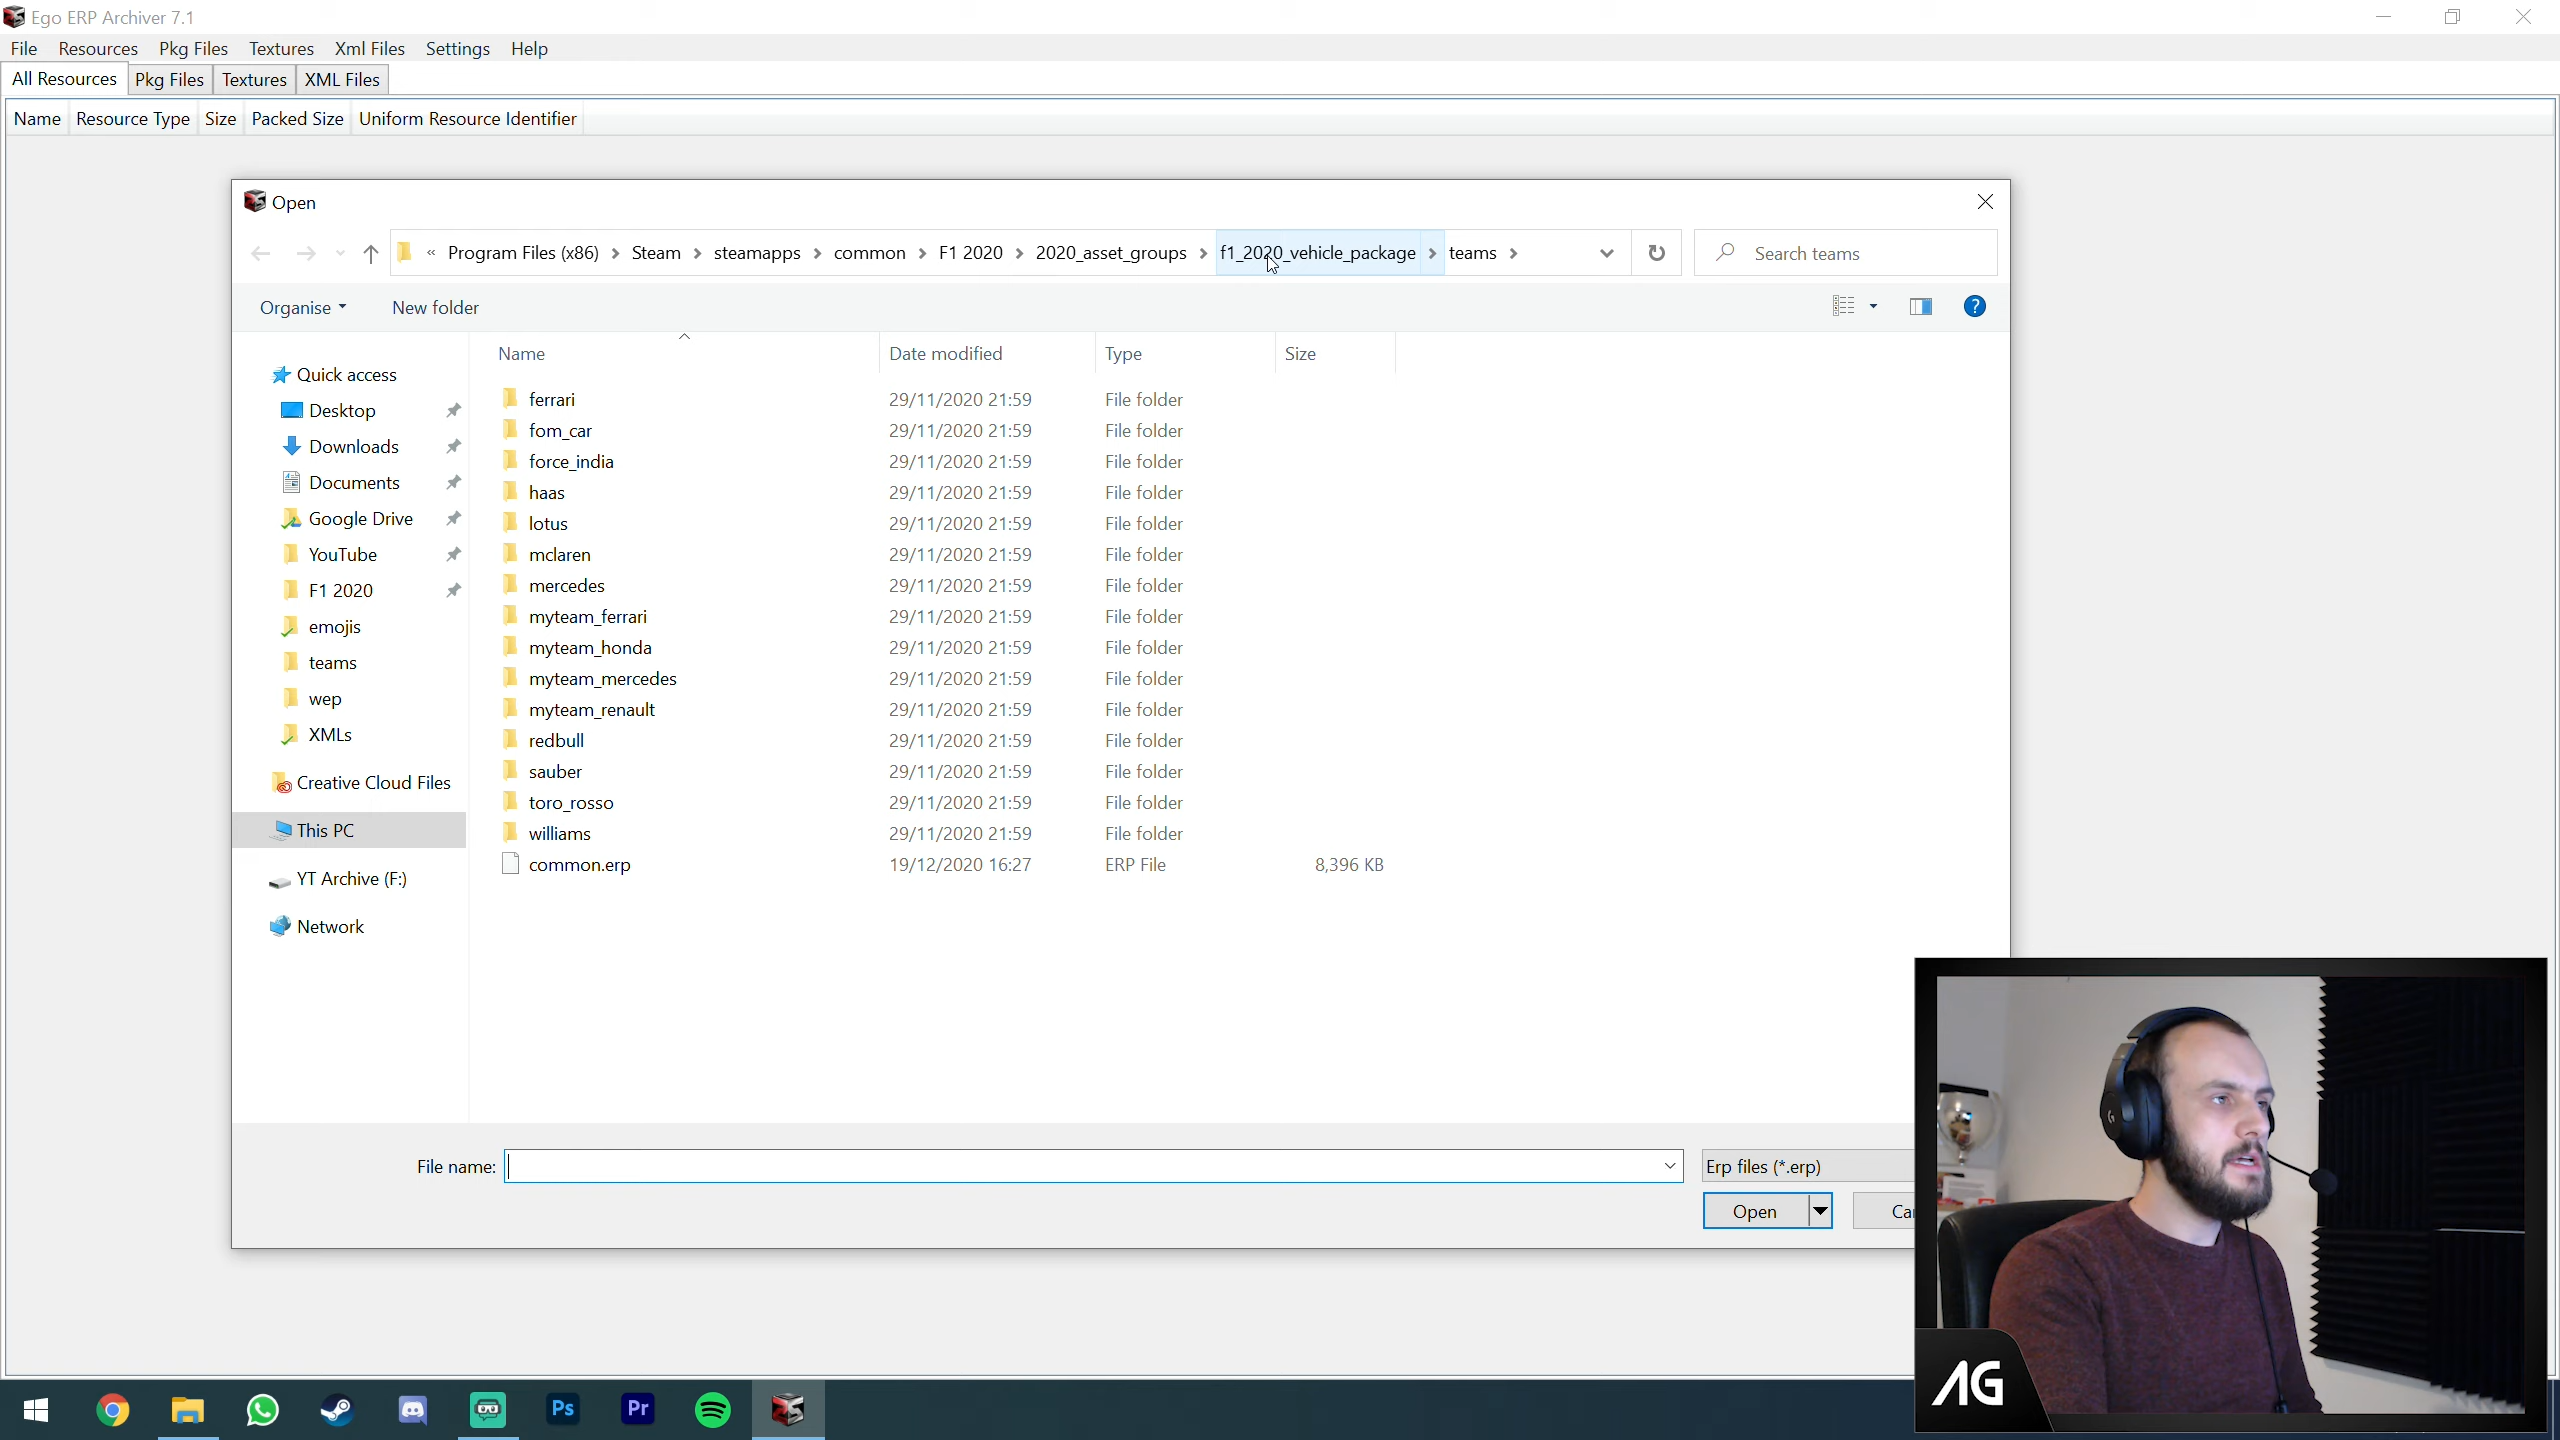 Ego ERP Archiver 7.1
File Resources Pkg Files Textures Xml Files Settings Help
All Resources Pkg Files Textures XML Files
Name Resource Type Size Packed Size Uniform Resource Identifier
Open
« Program Files (x86) > Steam > steamapps > common > F1 2020 > 2020_asset_groups > f1_2020_vehicle_package > teams >
Search teams
Organise New folder
?
Name Date modified Type Size
Quick access
Desktop
Downloads
Documents
Google Drive
YouTube
F1 2020
emojis
teams
wep
XMLs
Creative Cloud Files
This PC
YT Archive (F:)
Network
ferrari 29/11/2020 21:59 File folder
fom_car 29/11/2020 21:59 File folder
force_india 29/11/2020 21:59 File folder
haas 29/11/2020 21:59 File folder
lotus 29/11/2020 21:59 File folder
mclaren 29/11/2020 21:59 File folder
mercedes 29/11/2020 21:59 File folder
myteam_ferrari 29/11/2020 21:59 File folder
myteam_honda 29/11/2020 21:59 File folder
myteam_mercedes 29/11/2020 21:59 File folder
myteam_renault 29/11/2020 21:59 File folder
redbull 29/11/2020 21:59 File folder
sauber 29/11/2020 21:59 File folder
toro_rosso 29/11/2020 21:59 File folder
williams 29/11/2020 21:59 File folder
common.erp 19/12/2020 16:27 ERP File 8,396 KB
File name:
Erp files (*.erp)
Open
AG
Ps
Pr